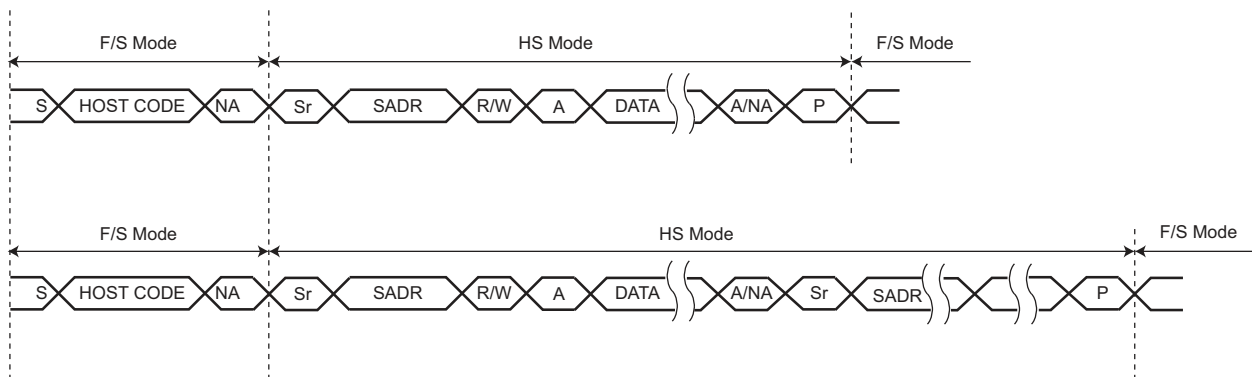 F/S Mode HS Mode F/S Mode
S HOST CODE NA Sr SADR R/W A DATA A/NA P
F/S Mode HS Mode F/S Mode
S HOST CODE NA Sr SADR R/W A DATA A/NA Sr SADR P